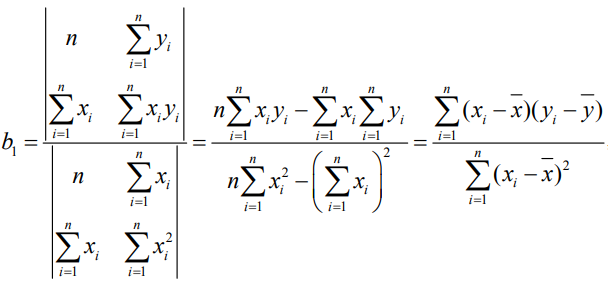 b_1 = \frac{\begin{vmatrix} n & \sum_{i=1}^{n} y_i \\ \sum_{i=1}^{n} x_i & \sum_{i=1}^{n} x_i y_i \end{vmatrix}}{\begin{vmatrix} n & \sum_{i=1}^{n} x_i \\ \sum_{i=1}^{n} x_i & \sum_{i=1}^{n} x_i^2 \end{vmatrix}} = \frac{n\sum_{i=1}^{n} x_i y_i - \sum_{i=1}^{n} x_i \sum_{i=1}^{n} y_i}{n\sum_{i=1}^{n} x_i^2 - \left(\sum_{i=1}^{n} x_i\right)^2} = \frac{\sum_{i=1}^{n} (x_i - \overline{x})(y_i - \overline{y})}{\sum_{i=1}^{n} (x_i - \overline{x})^2}